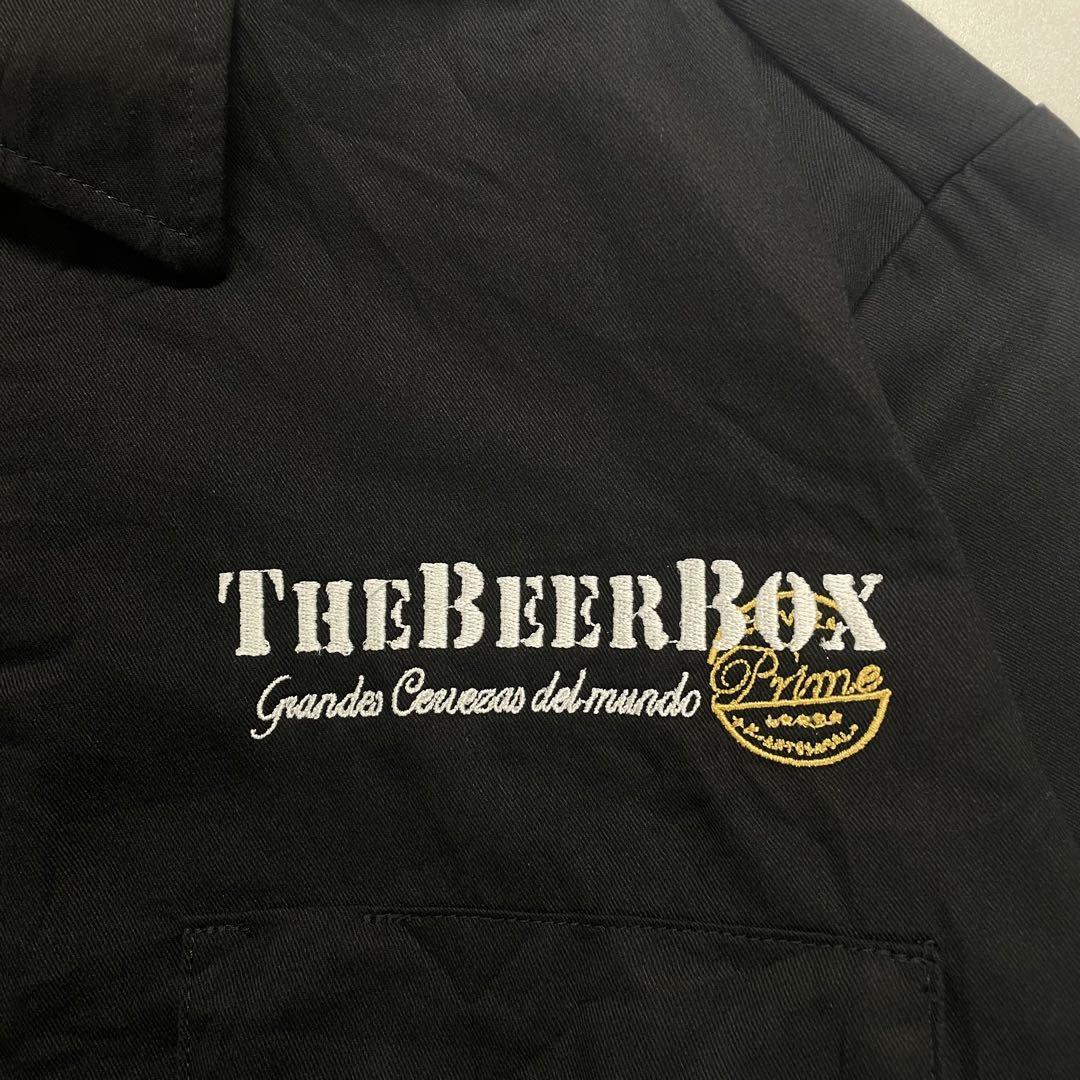 THEBEERBOX
Grandes Cervezas del mundo
Prime